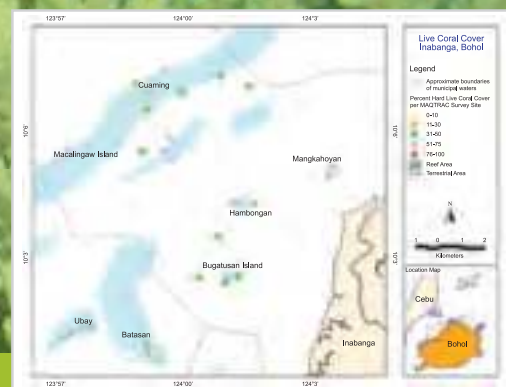 123°57'
124°00'
124°3'
Live Coral Cover
Inabanga, Bohol
Legend
Approximate boundaries
of municipal waters
Percent Hard Live Coral Cover
per MAQTRAC Survey Site
0-10
11-30
31-50
51-75
76-100
Reef Area
Terrestrial Area
N
1 0 1 2
Kilometers
Location Map
Cebu
Bohol
Cuaming
10°6'
10°6'
Macalingaw Island
Mangkahoyan
Hambongan
10°3'
10°3'
Bugatusan Island
Ubay
Batasan
Inabanga
123°57'
124°00'
124°3'